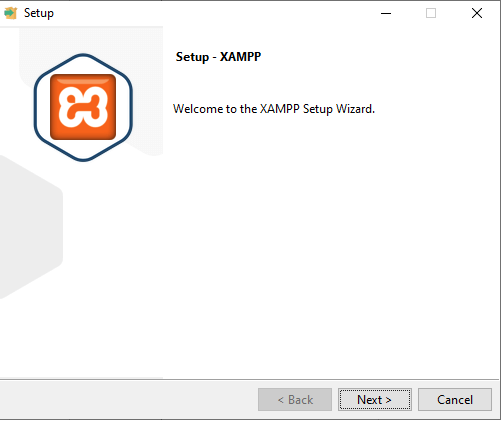 Setup
Setup - XAMPP
Welcome to the XAMPP Setup Wizard.
< Back
Next >
Cancel